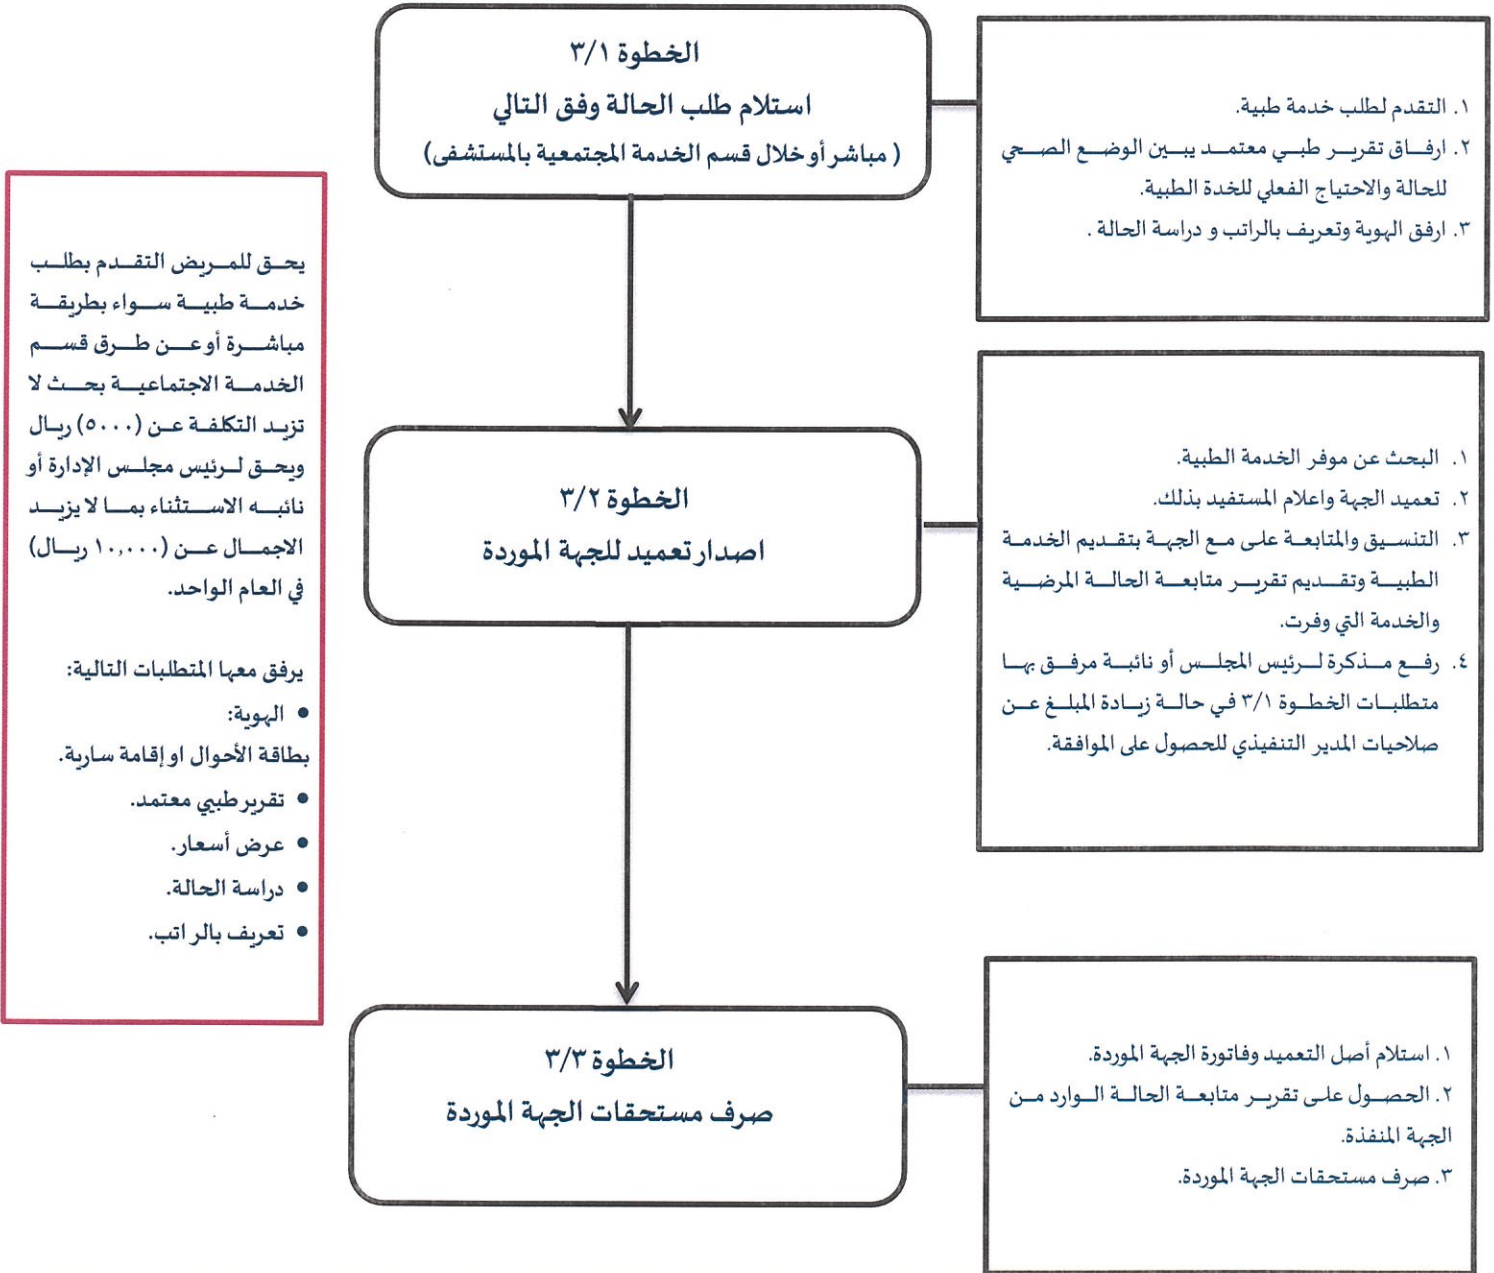 الخطوة ٣/١
استلام طلب الحالة وفق التالي
( مباشر أو خلال قسم الخدمة المجتمعية بالمستشفى)
١. التقدم لطلب خدمة طبية.
٢. ارفاق تقرير طبي معتمد يبين الوضع الصحي
للحالة والاحتياج الفعلي للخدة الطبية.
٣. ارفق الهوية وتعريف بالراتب و دراسة الحالة .
الخطوة ٣/٢
اصدار تعميد للجهة الموردة
١. البحث عن موفر الخدمة الطبية.
٢. تعميد الجهة واعلام المستفيد بذلك.
٣. التنسيق والمتابعة على مع الجهة بتقديم الخدمة
الطبية وتقديم تقرير متابعة الحالة المرضية
والخدمة التي وفرت.
٤. رفع مذكرة لرئيس المجلس أو نائبة مرفق بها
متطلبات الخطوة ٣/١ في حالة زيادة المبلغ عن
صلاحيات المدير التنفيذي للحصول على الموافقة.
الخطوة ٣/٣
صرف مستحقات الجهة الموردة
١. استلام أصل التعميد وفاتورة الجهة الموردة.
٢. الحصول على تقرير متابعة الحالة الوارد من
الجهة المنفذة.
٣. صرف مستحقات الجهة الموردة.
يحق للمريض التقدم بطلب
خدمة طبية سواء بطريقة
مباشرة أو عن طرق قسم
الخدمة الاجتماعية بحث لا
تزيد التكلفة عن (٥٠٠٠) ريال
ويحق لرئيس مجلس الإدارة أو
نائبه الاستثناء بما لا يزيد
الاجمال عن (١٠,٠٠٠ ريال)
في العام الواحد.
يرفق معها المتطلبات التالية:
• الهوية:
بطاقة الأحوال او إقامة سارية.
• تقرير طبي معتمد.
• عرض أسعار.
• دراسة الحالة.
• تعريف بالراتب.